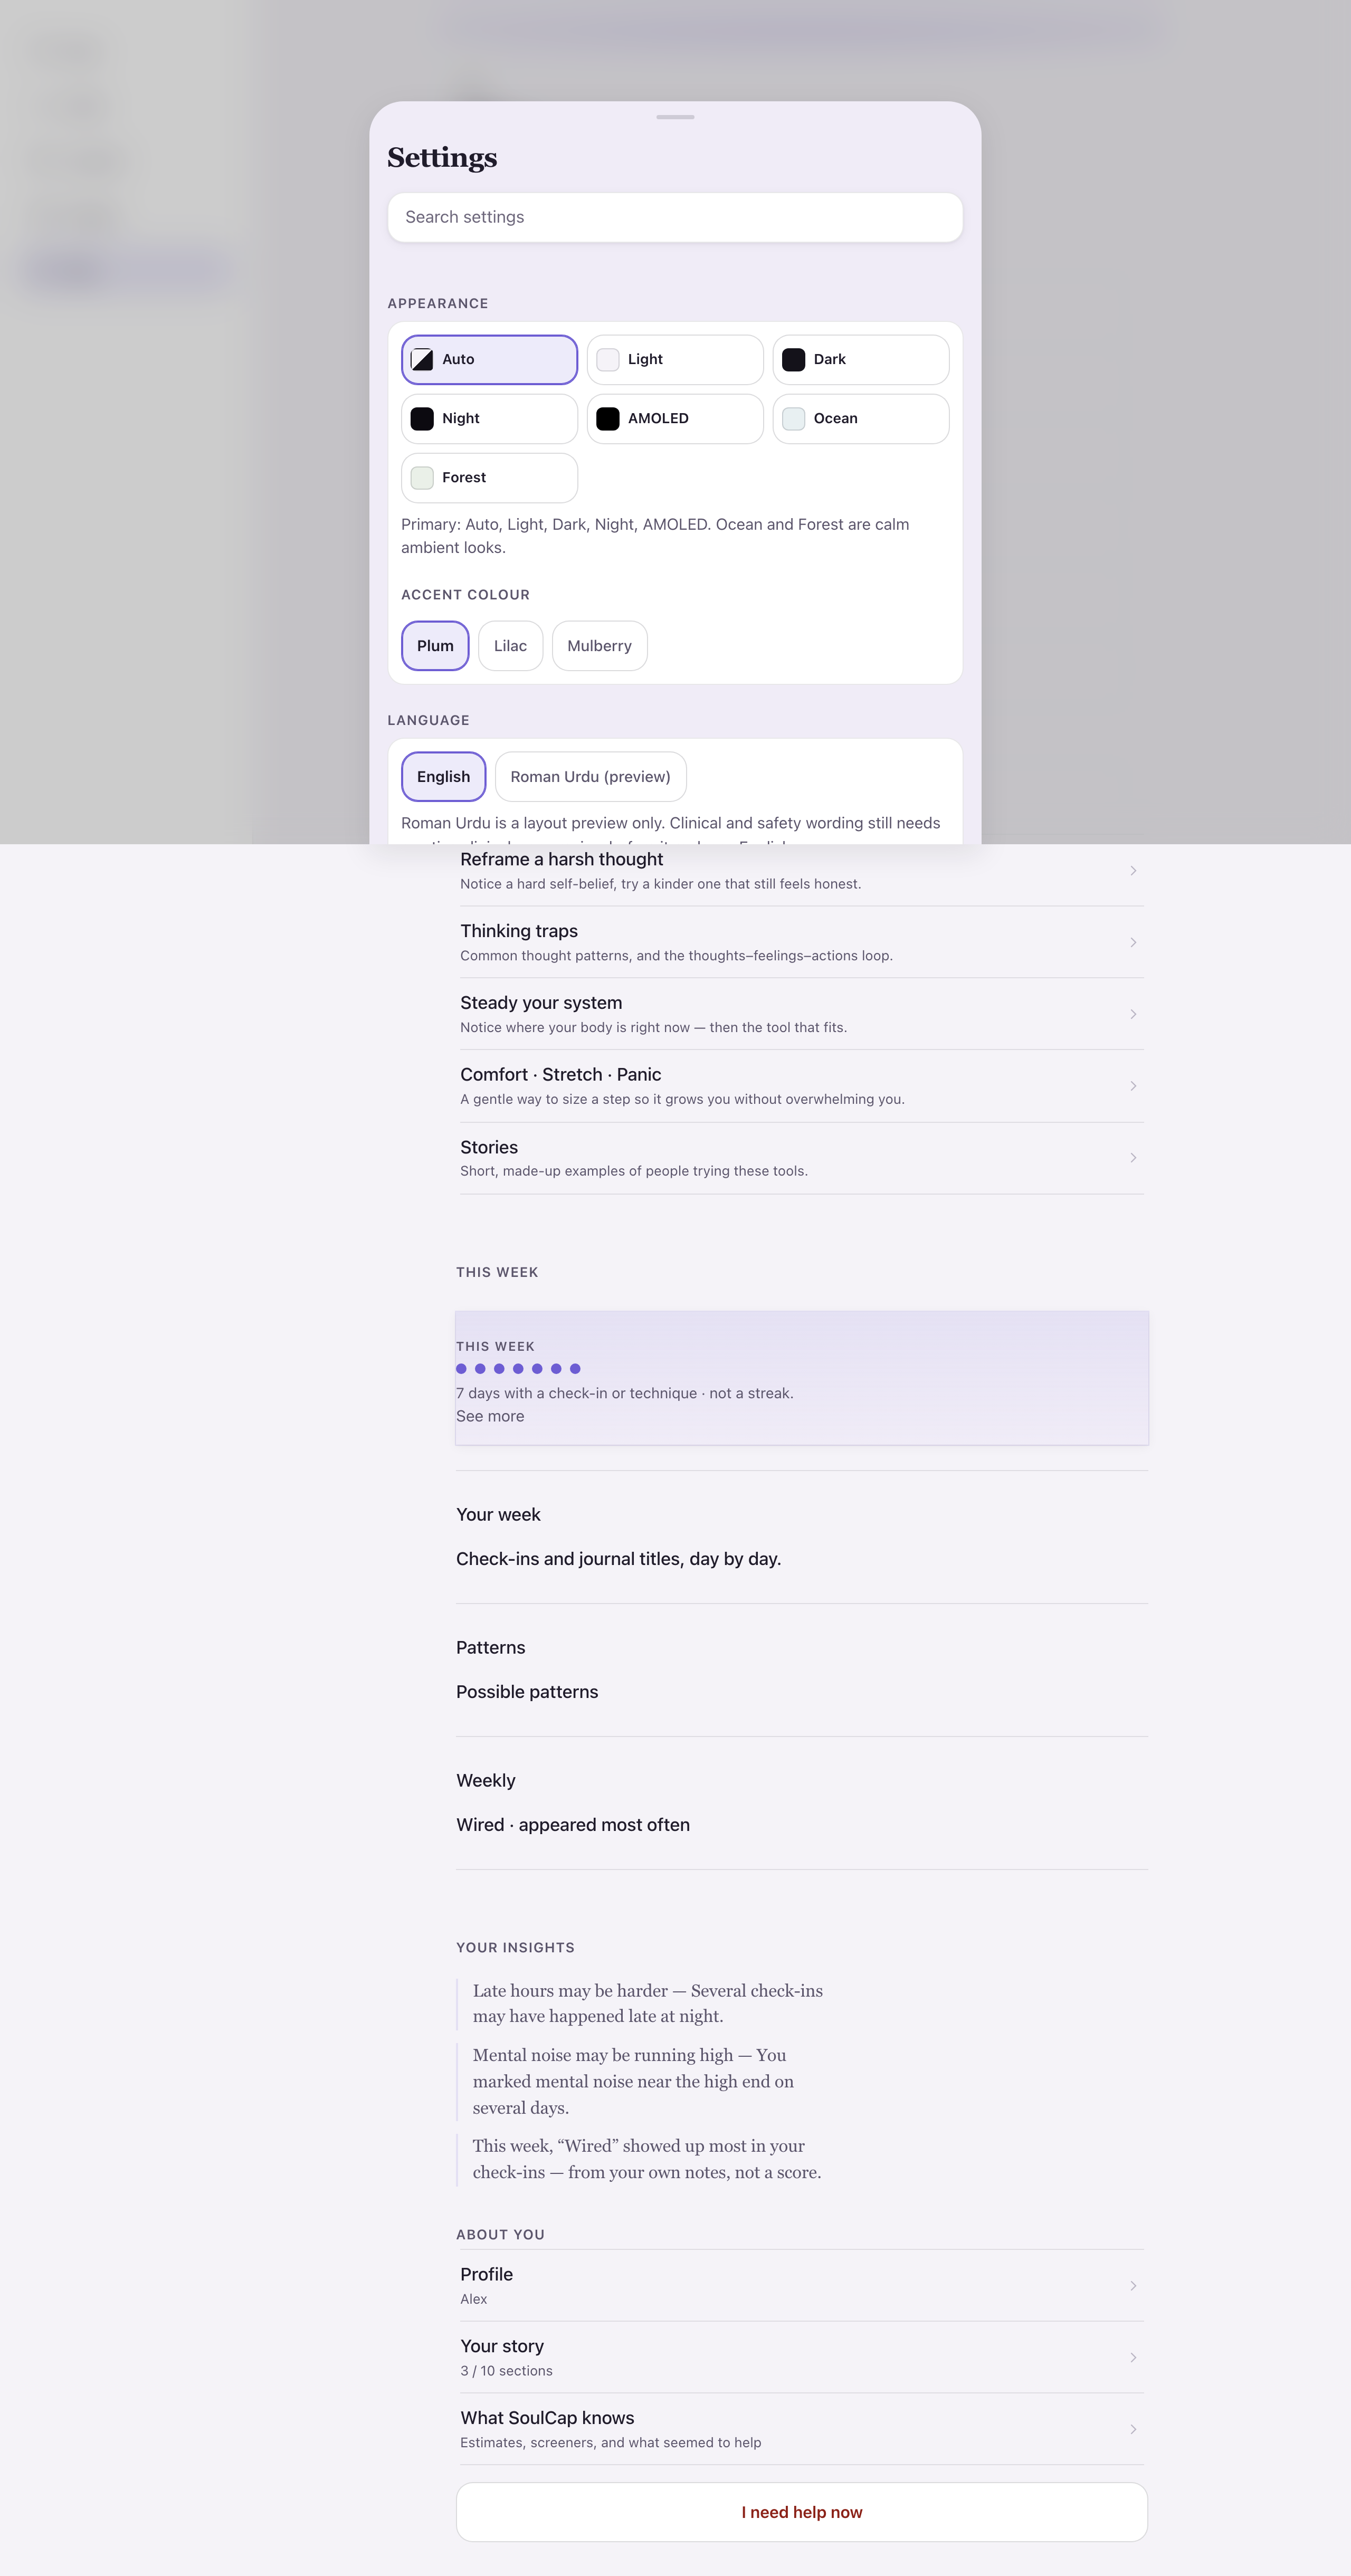 Settings
Search settings
APPEARANCE
Auto
Light
Dark
Night
AMOLED
Ocean
Forest
Primary: Auto, Light, Dark, Night, AMOLED. Ocean and Forest are calm
ambient looks.
ACCENT COLOUR
Plum
Lilac
Mulberry
LANGUAGE
English
Roman Urdu (preview)
Roman Urdu is a layout preview only. Clinical and safety wording still needs
Reframe a harsh thought
Notice a hard self-belief, try a kinder one that still feels honest.
Thinking traps
Common thought patterns, and the thoughts–feelings–actions loop.
Steady your system
Notice where your body is right now — then the tool that fits.
Comfort · Stretch · Panic
A gentle way to size a step so it grows you without overwhelming you.
Stories
Short, made-up examples of people trying these tools.
THIS WEEK
THIS WEEK
7 days with a check-in or technique · not a streak.
See more
Your week
Check-ins and journal titles, day by day.
Patterns
Possible patterns
Weekly
Wired · appeared most often
YOUR INSIGHTS
Late hours may be harder — Several check-ins
may have happened late at night.
Mental noise may be running high — You
marked mental noise near the high end on
several days.
This week, “Wired” showed up most in your
check-ins — from your own notes, not a score.
ABOUT YOU
Profile
Alex
Your story
3 / 10 sections
What SoulCap knows
Estimates, screeners, and what seemed to help
I need help now